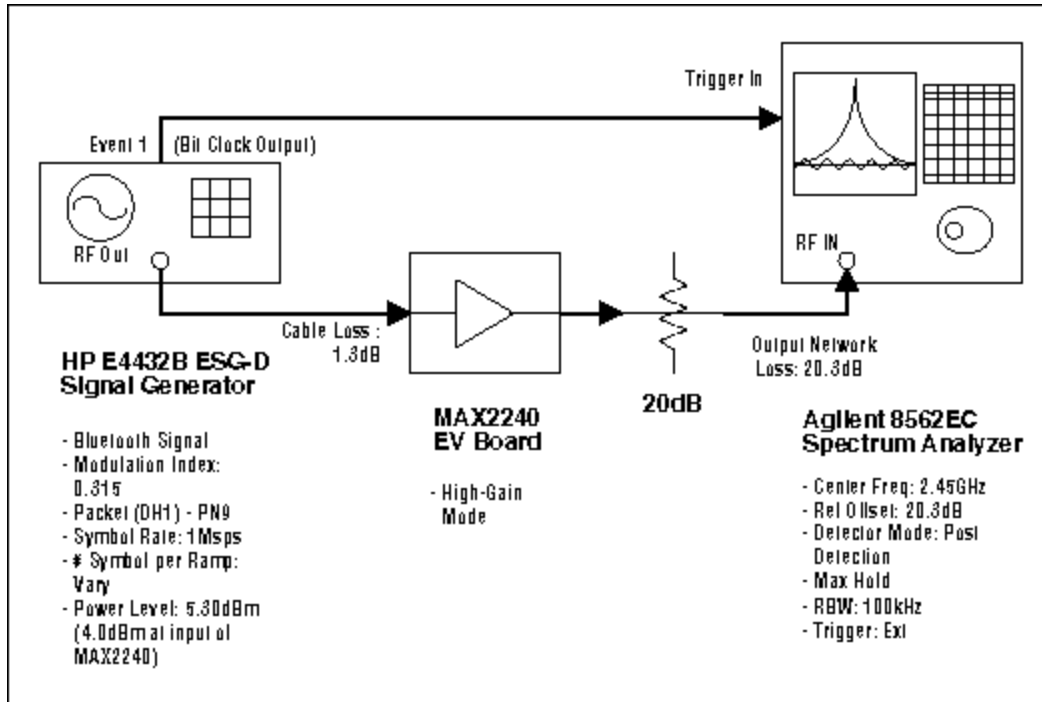 Trigger In
Event 1 (Bit Clock Output)
RF Out
RF IN
Cable Loss :
1.3dB
Output Network
Loss: 20.3dB
HP E4432B ESG-D
Signal Generator
- Bluetooth Signal
- Modulation Index:
0.315
- Packet (DH1) - PN9
- Symbol Rate: 1Msps
- # Symbol per Ramp:
Vary
- Power Level: 5.30dBm
(4.0dBm at input of
MAX2240)
MAX2240
EV Board
- High-Gain
Mode
20dB
Agilent 8562EC
Spectrum Analyzer
- Center Freq: 2.45GHz
- Rel Offset: 20.3dB
- Detector Mode: Post
Detection
- Max Hold
- RBW: 100kHz
- Trigger: Ext